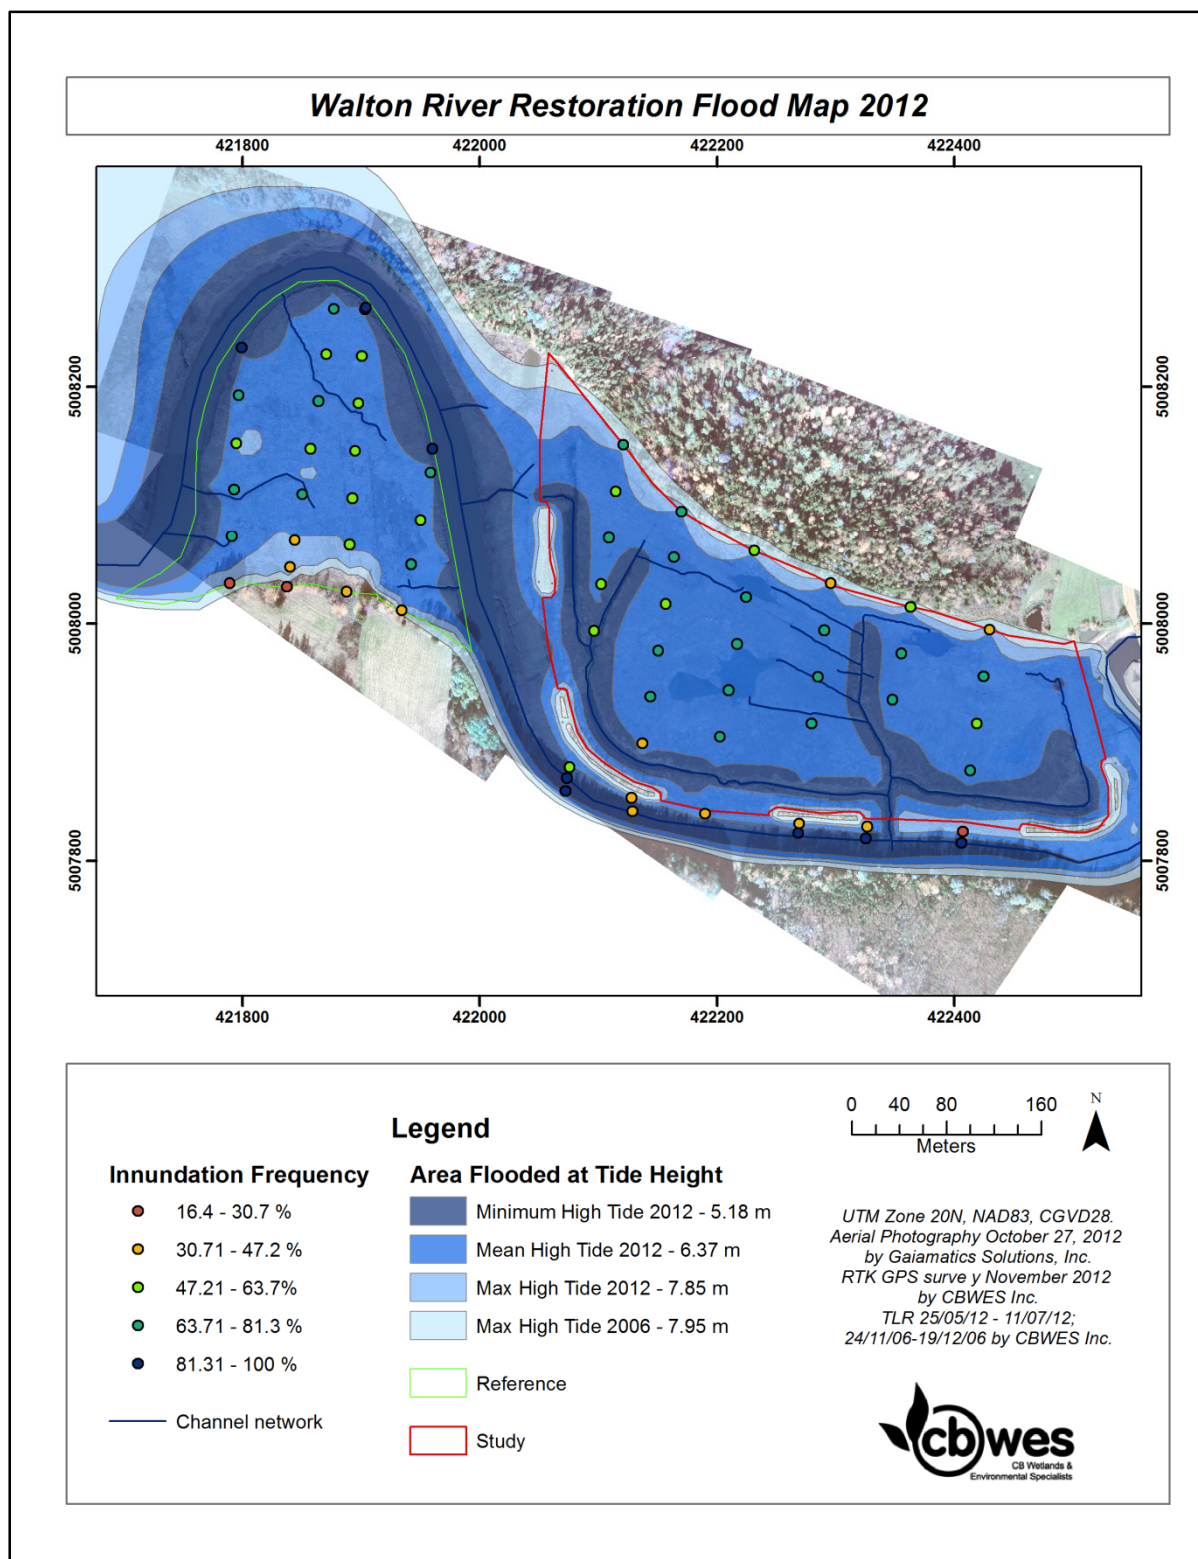 Walton River Restoration Flood Map 2012
421800 422000 422200 422400
5008200 5008200
5008000 5008000
5007800 5007800
421800 422000 422200 422400
Legend
Innundation Frequency
16.4 - 30.7 %
30.71 - 47.2 %
47.21 - 63.7%
63.71 - 81.3 %
81.31 - 100 %
Channel network
Area Flooded at Tide Height
Minimum High Tide 2012 - 5.18 m
Mean High Tide 2012 - 6.37 m
Max High Tide 2012 - 7.85 m
Max High Tide 2006 - 7.95 m
Reference
Study
0 40 80 160
Meters
N
UTM Zone 20N, NAD83, CGVD28.
Aerial Photography October 27, 2012
by Gaiamatics Solutions, Inc.
RTK GPS surve y November 2012
by CBWES Inc.
TLR 25/05/12 - 11/07/12;
24/11/06-19/12/06 by CBWES Inc.
cbwes
CB Wetlands &
Environmental Specialists